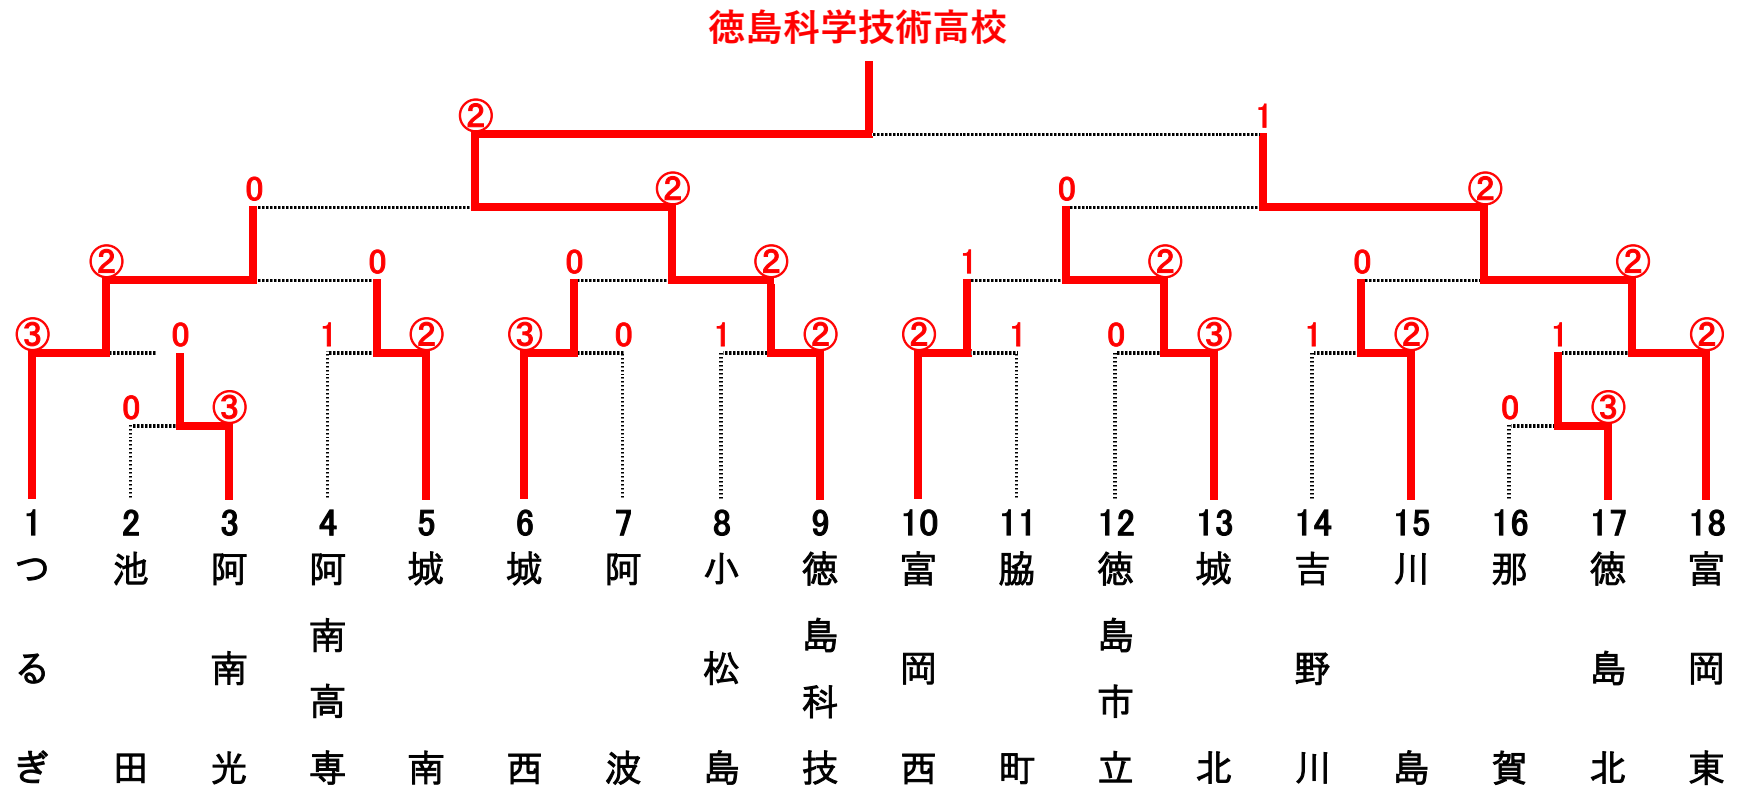 徳島科学技術高校
② 1
0 ② 0 ②
② 0 0 ② 1 ② 0 ②
③ 0 1 ② ③ 0 1 ② ② 1 0 ③ 1 ② 1 ②
0 ③ 0 ③
1 2 3 4 5 6 7 8 9 10 11 12 13 14 15 16 17 18
つるぎ
池田
阿南光
阿南高専
城南
城西
阿波
小松島
徳島科技
富岡西
脇町
徳島市立
城北
吉野川
川島
那賀
徳島北
富岡東